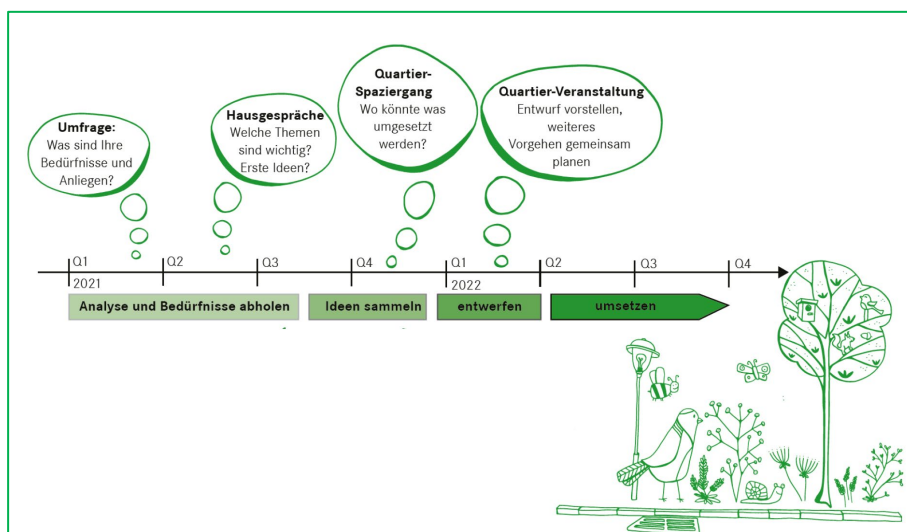 Umfrage:
Was sind Ihre
Bedürfnisse und
Anliegen?
Hausgespräche
Welche Themen
sind wichtig?
Erste Ideen?
Quartier-
Spaziergang
Wo könnte was
umgesetzt
werden?
Quartier-Veranstaltung
Entwurf vorstellen,
weiteres
Vorgehen gemeinsam
planen
Q1 Q2 Q3 Q4 Q1 Q2 Q3 Q4
2021 2022
Analyse und Bedürfnisse abholen Ideen sammeln entwerfen umsetzen